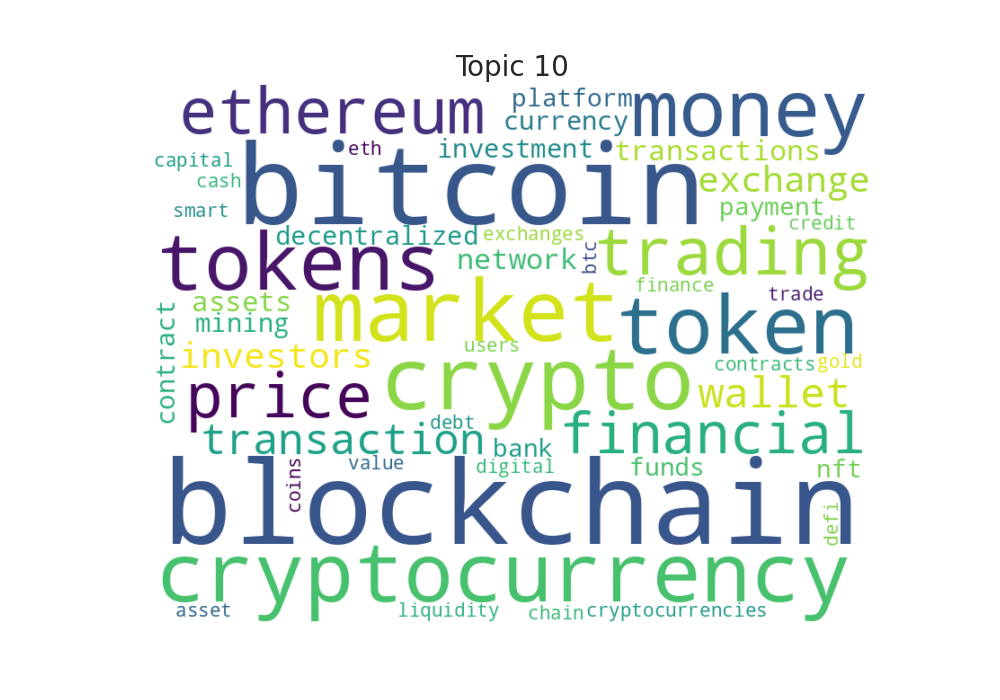 Topic 10
ethereum
platform
money
currency
eth
investment
transactions
capital
bitcoin
cash
exchange
smart
payment
credit
decentralized
exchanges
tokens
network
btc
trading
finance
trade
assets
market
token
mining
contract
users
investors
contracts
gold
crypto
price
wallet
debt
transaction
bank
financial
coins
value
digital
funds
nft
blockchain
defi
cryptocurrency
asset
liquidity
chain
cryptocurrencies